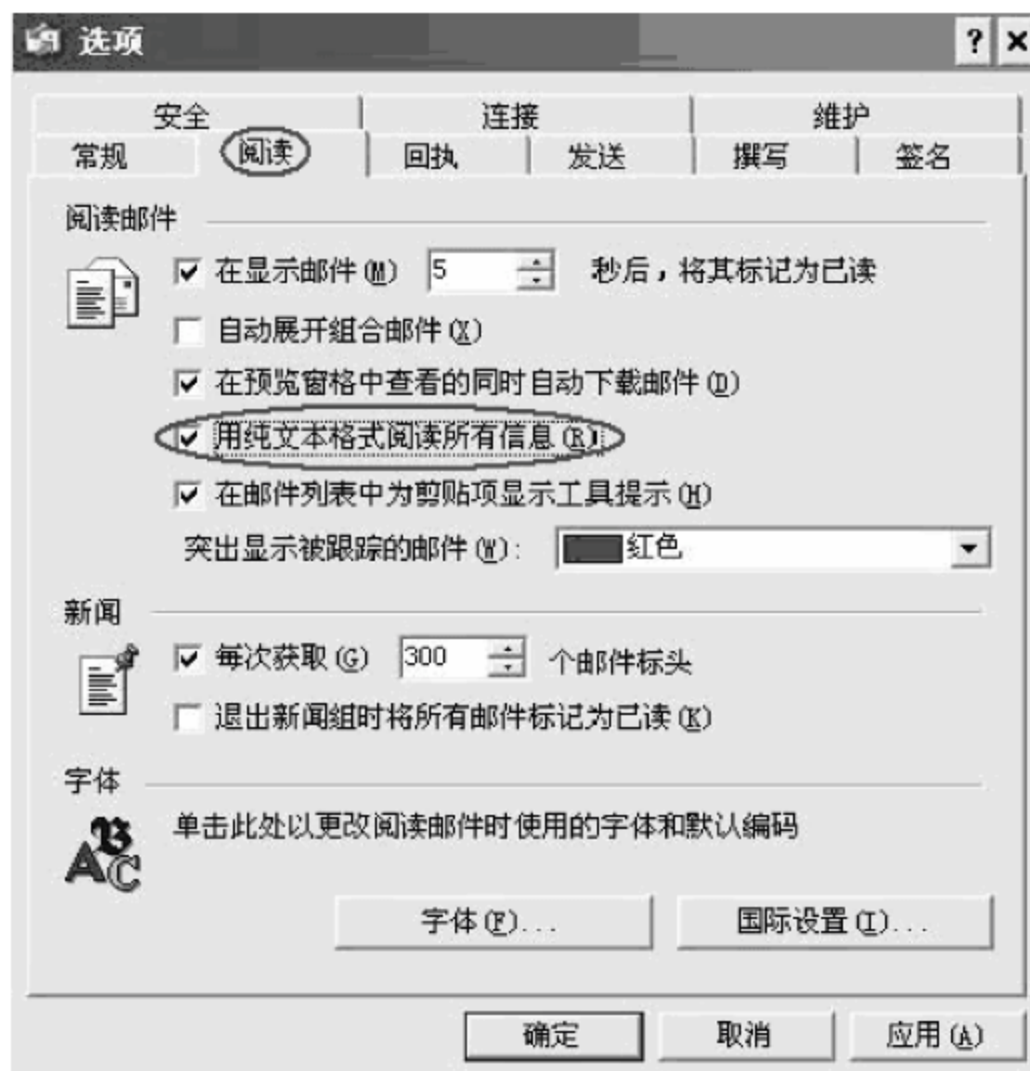 选项
安全 连接 维护
常规 阅读 回执 发送 撰写 签名
阅读邮件
在显示邮件(M) 5 秒后，将其标记为已读
自动展开组合邮件(X)
在预览窗格中查看的同时自动下载邮件(D)
用纯文本格式阅读所有信息(R)
在邮件列表中为剪贴项显示工具提示(H)
突出显示被跟踪的邮件(W): 红色
新闻
每次获取(G) 300 个邮件标头
退出新闻组时将所有邮件标记为已读(K)
字体
单击此处以更改阅读邮件时使用的字体和默认编码
字体(F)... 国际设置(I)...
确定 取消 应用(A)